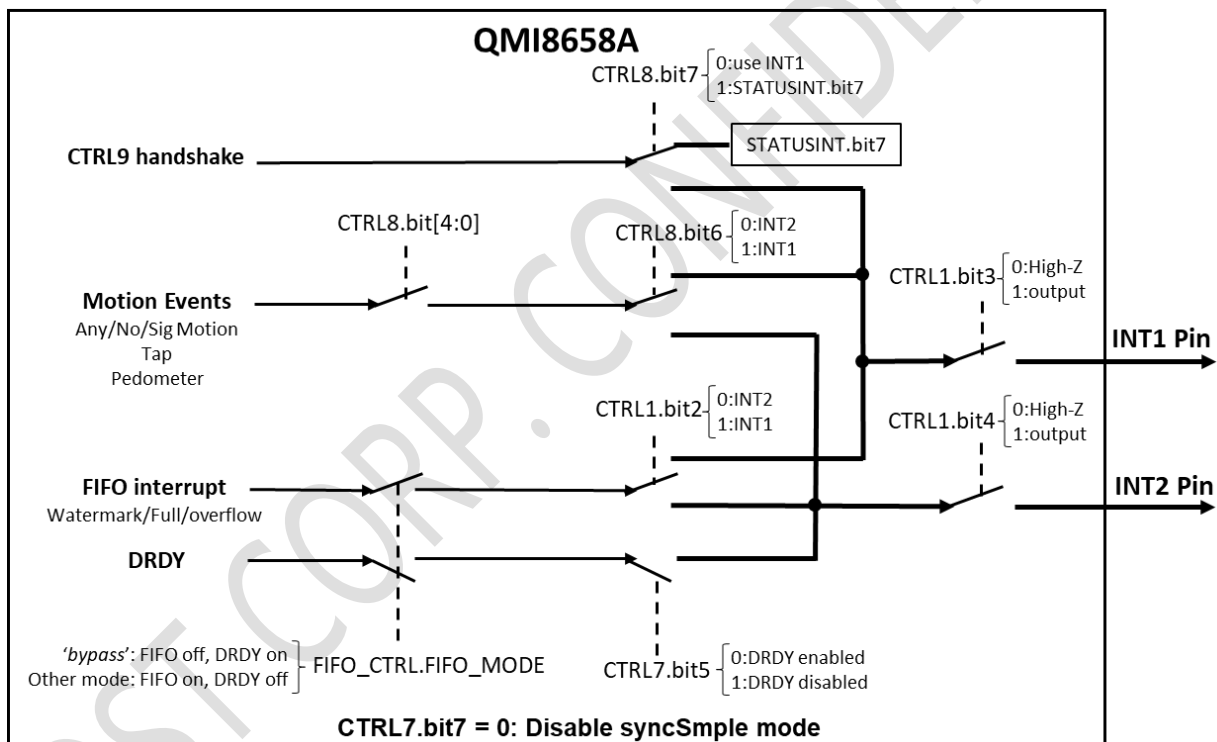 QMI8658A
CTRL8.bit7
0:use INT1
1:STATUSINT.bit7
CTRL9 handshake
STATUSINT.bit7
CTRL8.bit[4:0]
CTRL8.bit6
0:INT2
1:INT1
CTRL1.bit3
0:High-Z
1:output
Motion Events
Any/No/Sig Motion
Tap
Pedometer
INT1 Pin
CTRL1.bit2
0:INT2
1:INT1
CTRL1.bit4
0:High-Z
1:output
FIFO interrupt
Watermark/Full/overflow
INT2 Pin
DRDY
'bypass': FIFO off, DRDY on
Other mode: FIFO on, DRDY off
FIFO_CTRL.FIFO_MODE
CTRL7.bit5
0:DRDY enabled
1:DRDY disabled
CTRL7.bit7 = 0: Disable syncSmple mode
ST CORP. CONFIDE